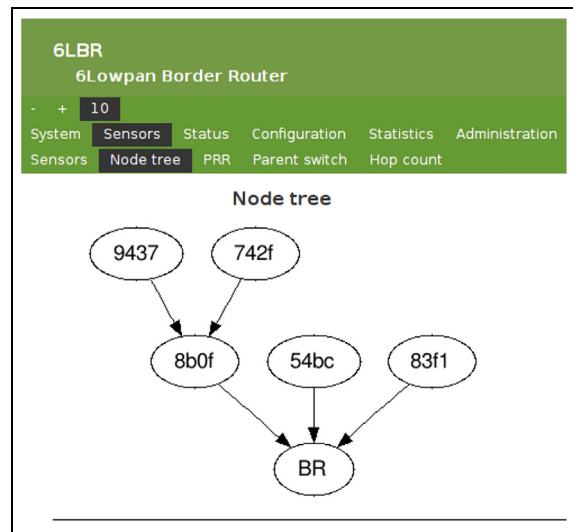 6LBR
6Lowpan Border Router
- + 10
System Sensors Status Configuration Statistics Administration
Sensors Node tree PRR Parent switch Hop count
Node tree
9437 742f
8b0f 54bc 83f1
BR